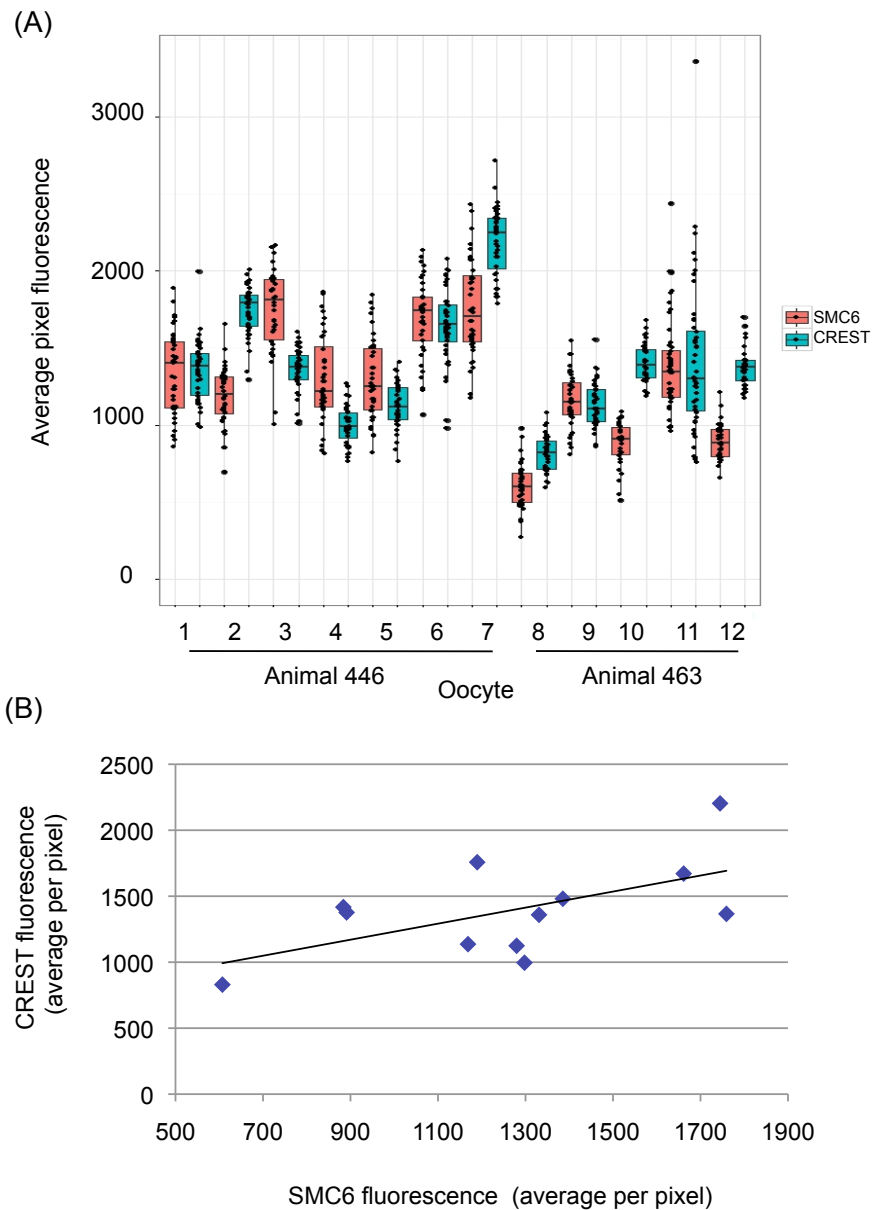 (A)
Average pixel fluorescence
3000
2000
1000
0
SMC6
CREST
1 2 3 4 5 6 7 8 9 10 11 12
Animal 446
Animal 463
Oocyte
(B)
CREST fluorescence
(average per pixel)
2500
2000
1500
1000
500
0
500 700 900 1100 1300 1500 1700 1900
SMC6 fluorescence (average per pixel)